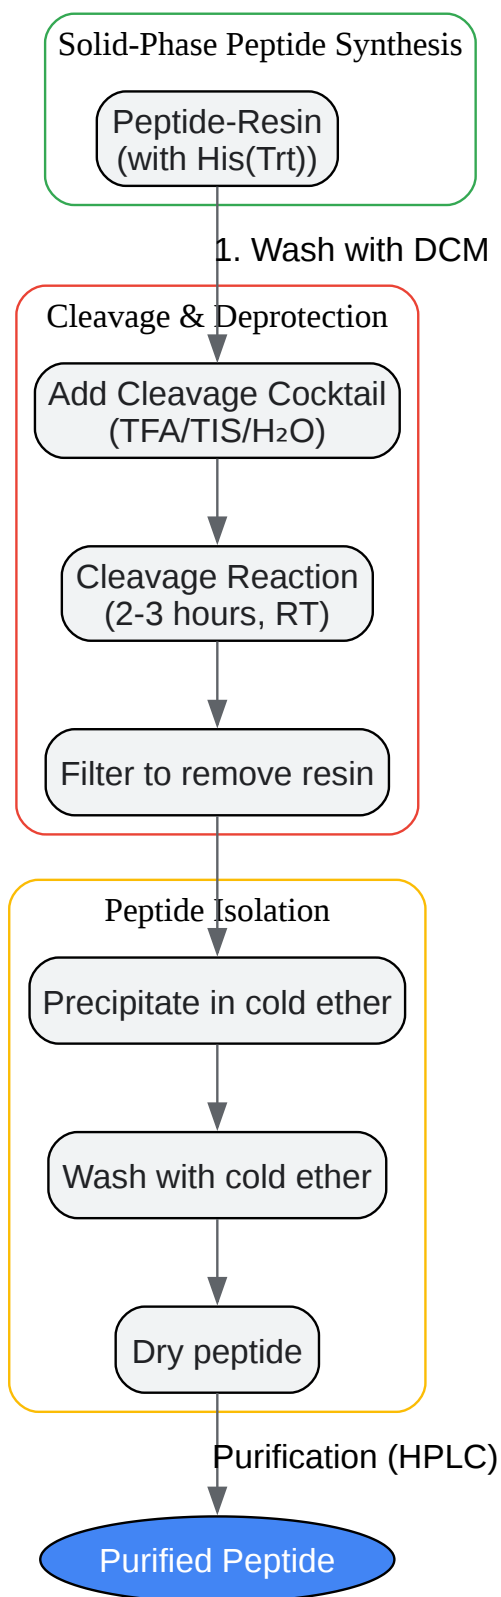 Solid-Phase Peptide Synthesis
Peptide-Resin
(with His(Trt))
1. Wash with DCM
Cleavage & Deprotection
Add Cleavage Cocktail
(TFA/TIS/H₂O)
Cleavage Reaction
(2-3 hours, RT)
Filter to remove resin
Peptide Isolation
Precipitate in cold ether
Wash with cold ether
Dry peptide
Purification (HPLC)
Purified Peptide